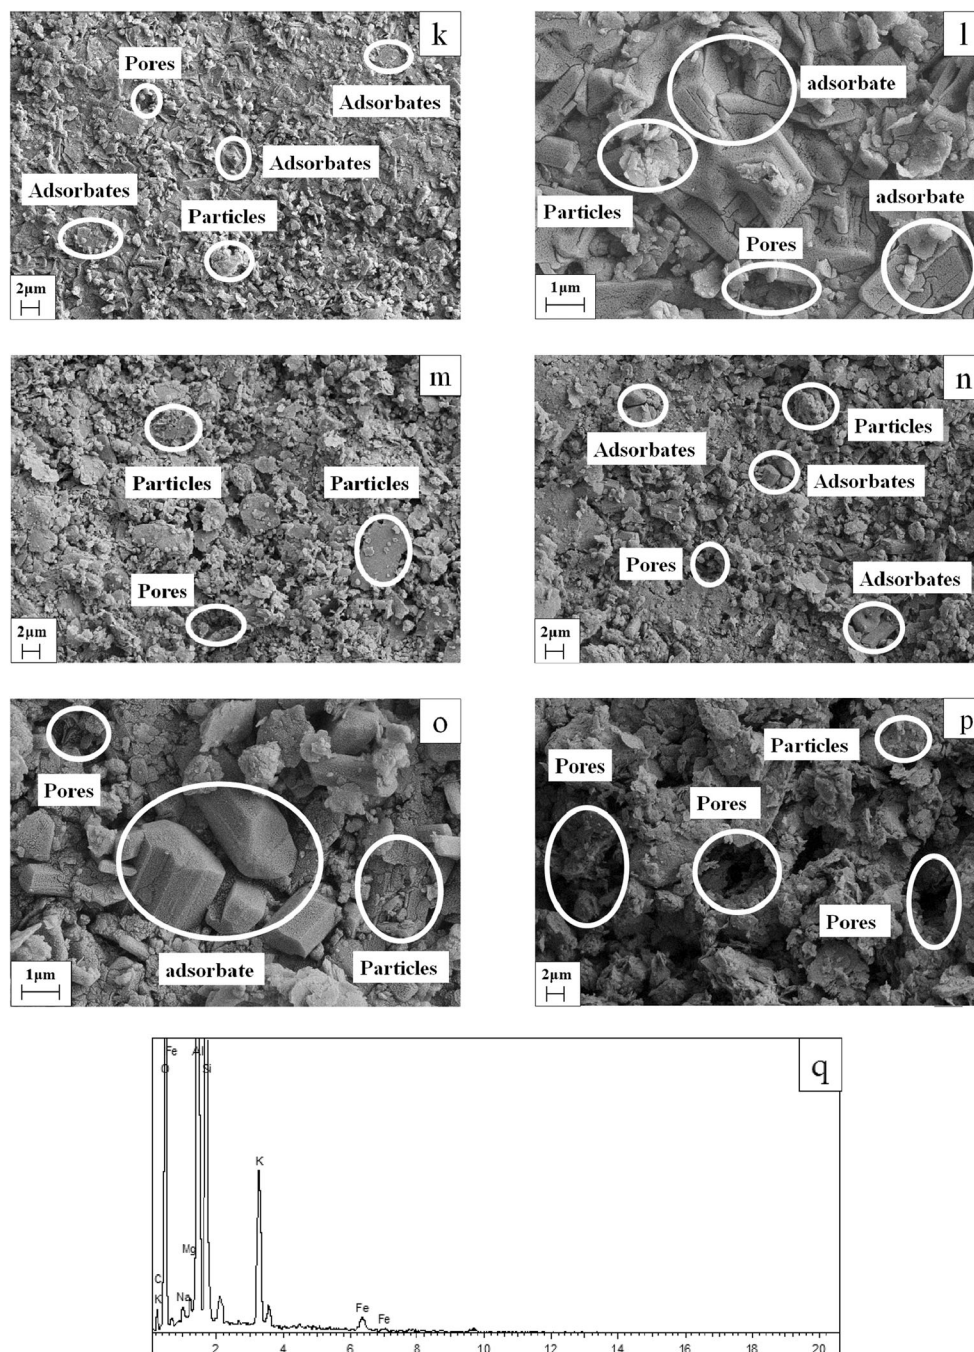 k
Pores
Adsorbates
Adsorbates
Adsorbates
Particles
2μm
l
adsorbate
Particles
adsorbate
Pores
1μm
m
Particles
Particles
Pores
2μm
n
Adsorbates
Particles
Adsorbates
Pores
Adsorbates
2μm
o
Pores
adsorbate
Particles
1μm
p
Particles
Pores
Pores
Pores
2μm
q
Fe
Al
O
Si
K
Mg
C
K
Na
Fe
Fe
2 4 6 8 10 12 14 16 18 20